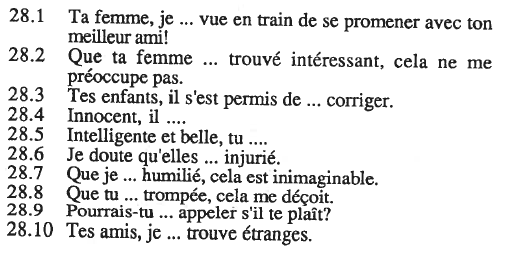 28.1 Ta femme, je ... vue en train de se promener avec ton
meilleur ami!
28.2 Que ta femme ... trouvé intéressant, cela ne me
préoccupe pas.
28.3 Tes enfants, il s'est permis de ... corriger.
28.4 Innocent, il ....
28.5 Intelligente et belle, tu ....
28.6 Je doute qu'elles ... injurié.
28.7 Que je ... humilié, cela est inimaginable.
28.8 Que tu ... trompée, cela me déçoit.
28.9 Pourrais-tu ... appeler s'il te plaît?
28.10 Tes amis, je ... trouve étranges.